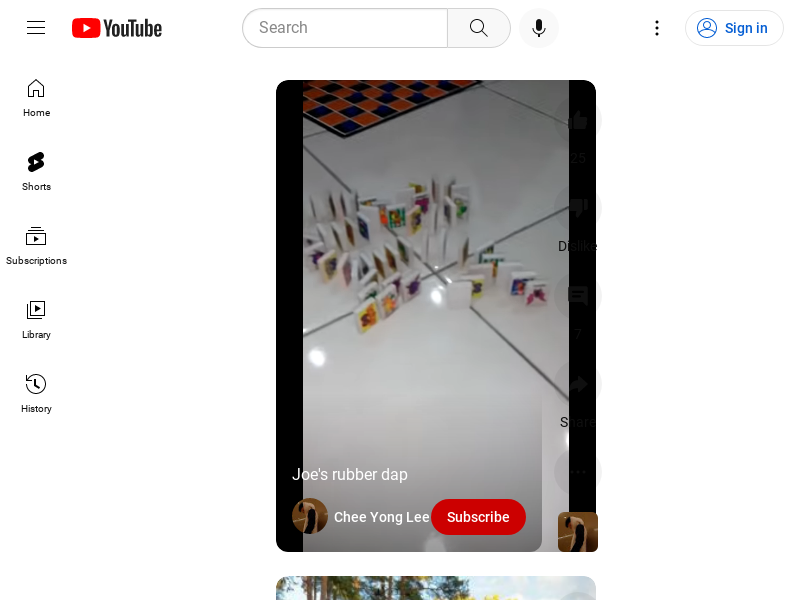 YouTube
Search
Sign in
Home
Shorts
Subscriptions
Library
History
25
Dislike
7
Share
Joe's rubber dap
Chee Yong Lee
Subscribe